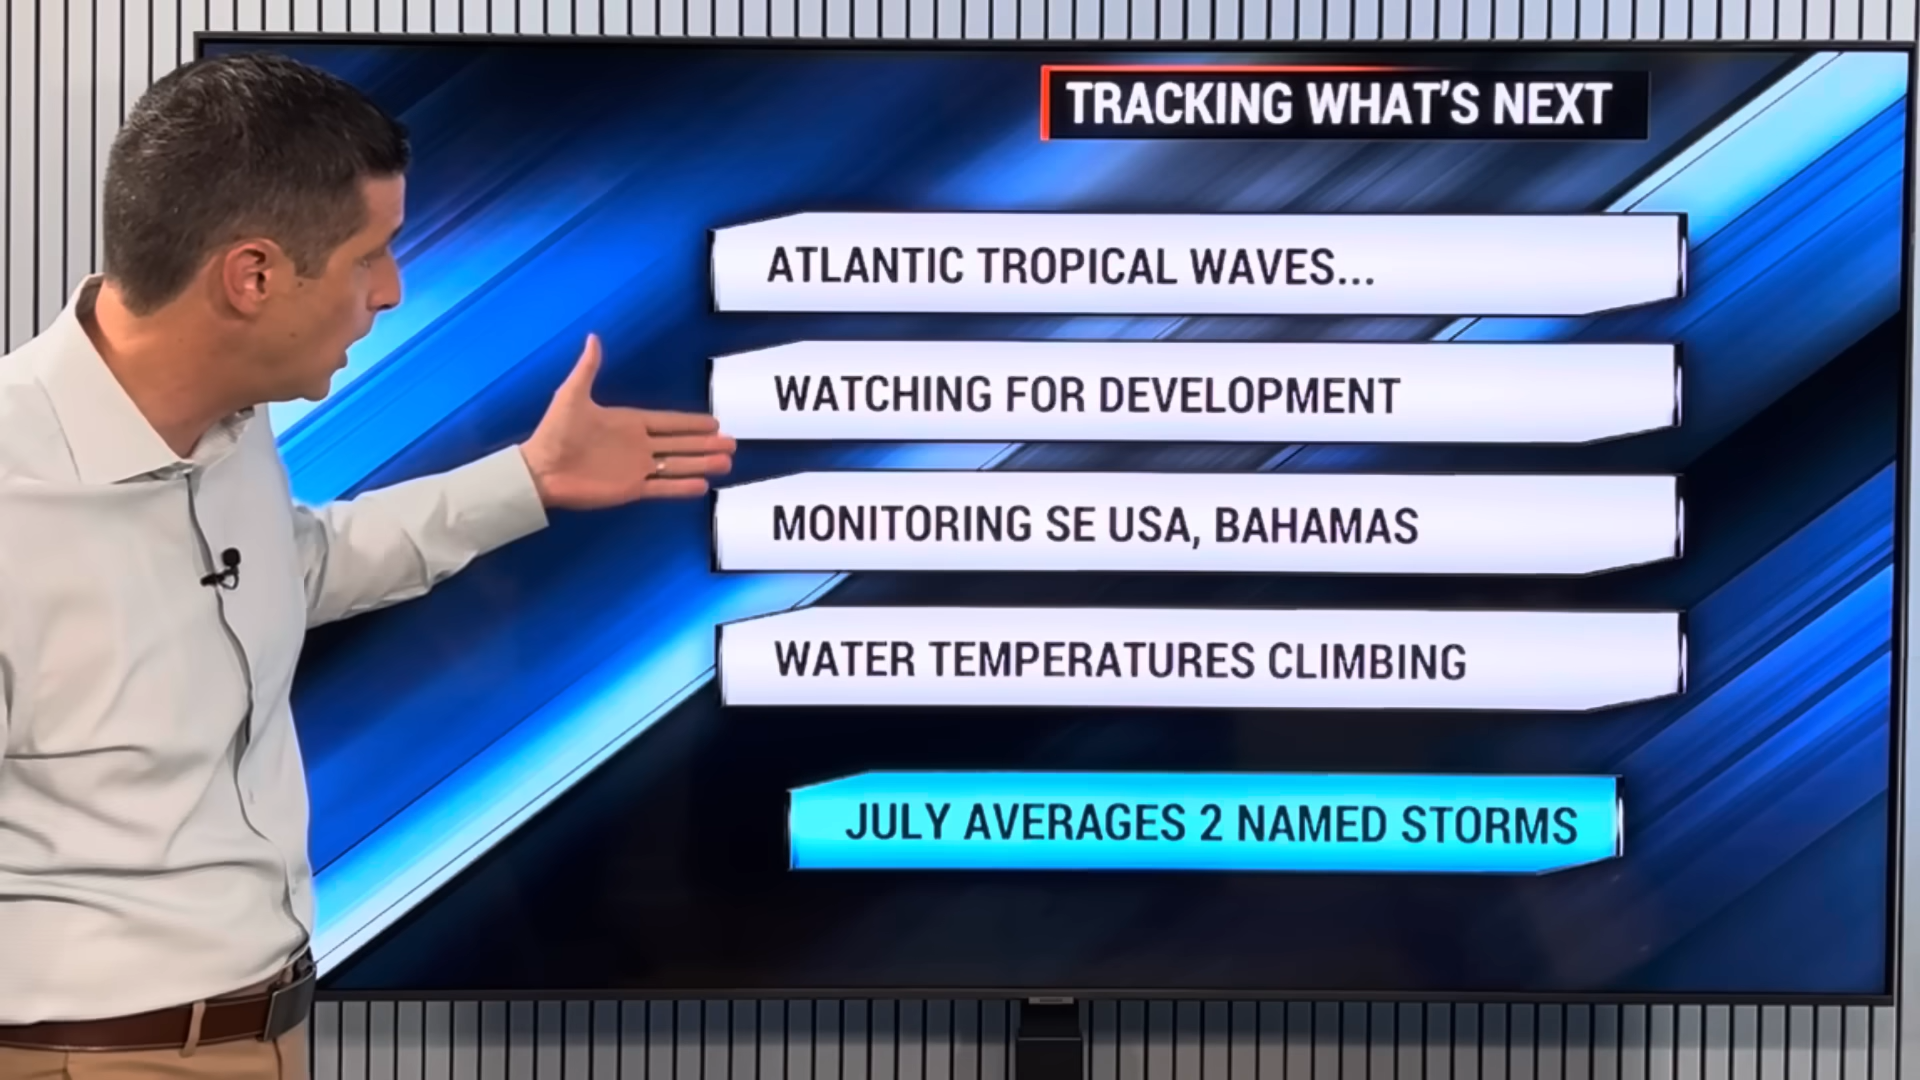 TRACKING WHAT'S NEXT
ATLANTIC TROPICAL WAVES...
WATCHING FOR DEVELOPMENT
MONITORING SE USA, BAHAMAS
WATER TEMPERATURES CLIMBING
JULY AVERAGES 2 NAMED STORMS